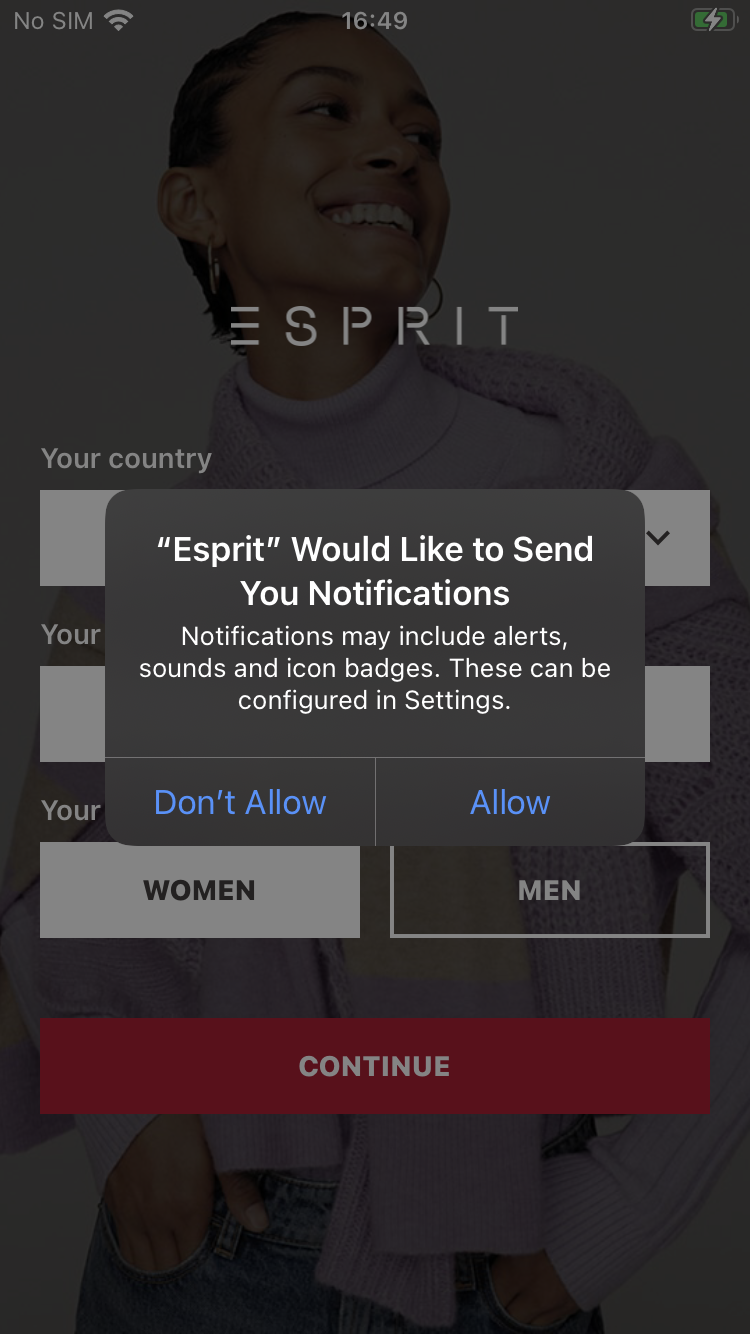 No SIM 16:49
ESPRIT
Your country
“Esprit” Would Like to Send
You Notifications
Notifications may include alerts,
sounds and icon badges. These can be
configured in Settings.
Your
Don’t Allow Allow
Your
WOMEN MEN
CONTINUE